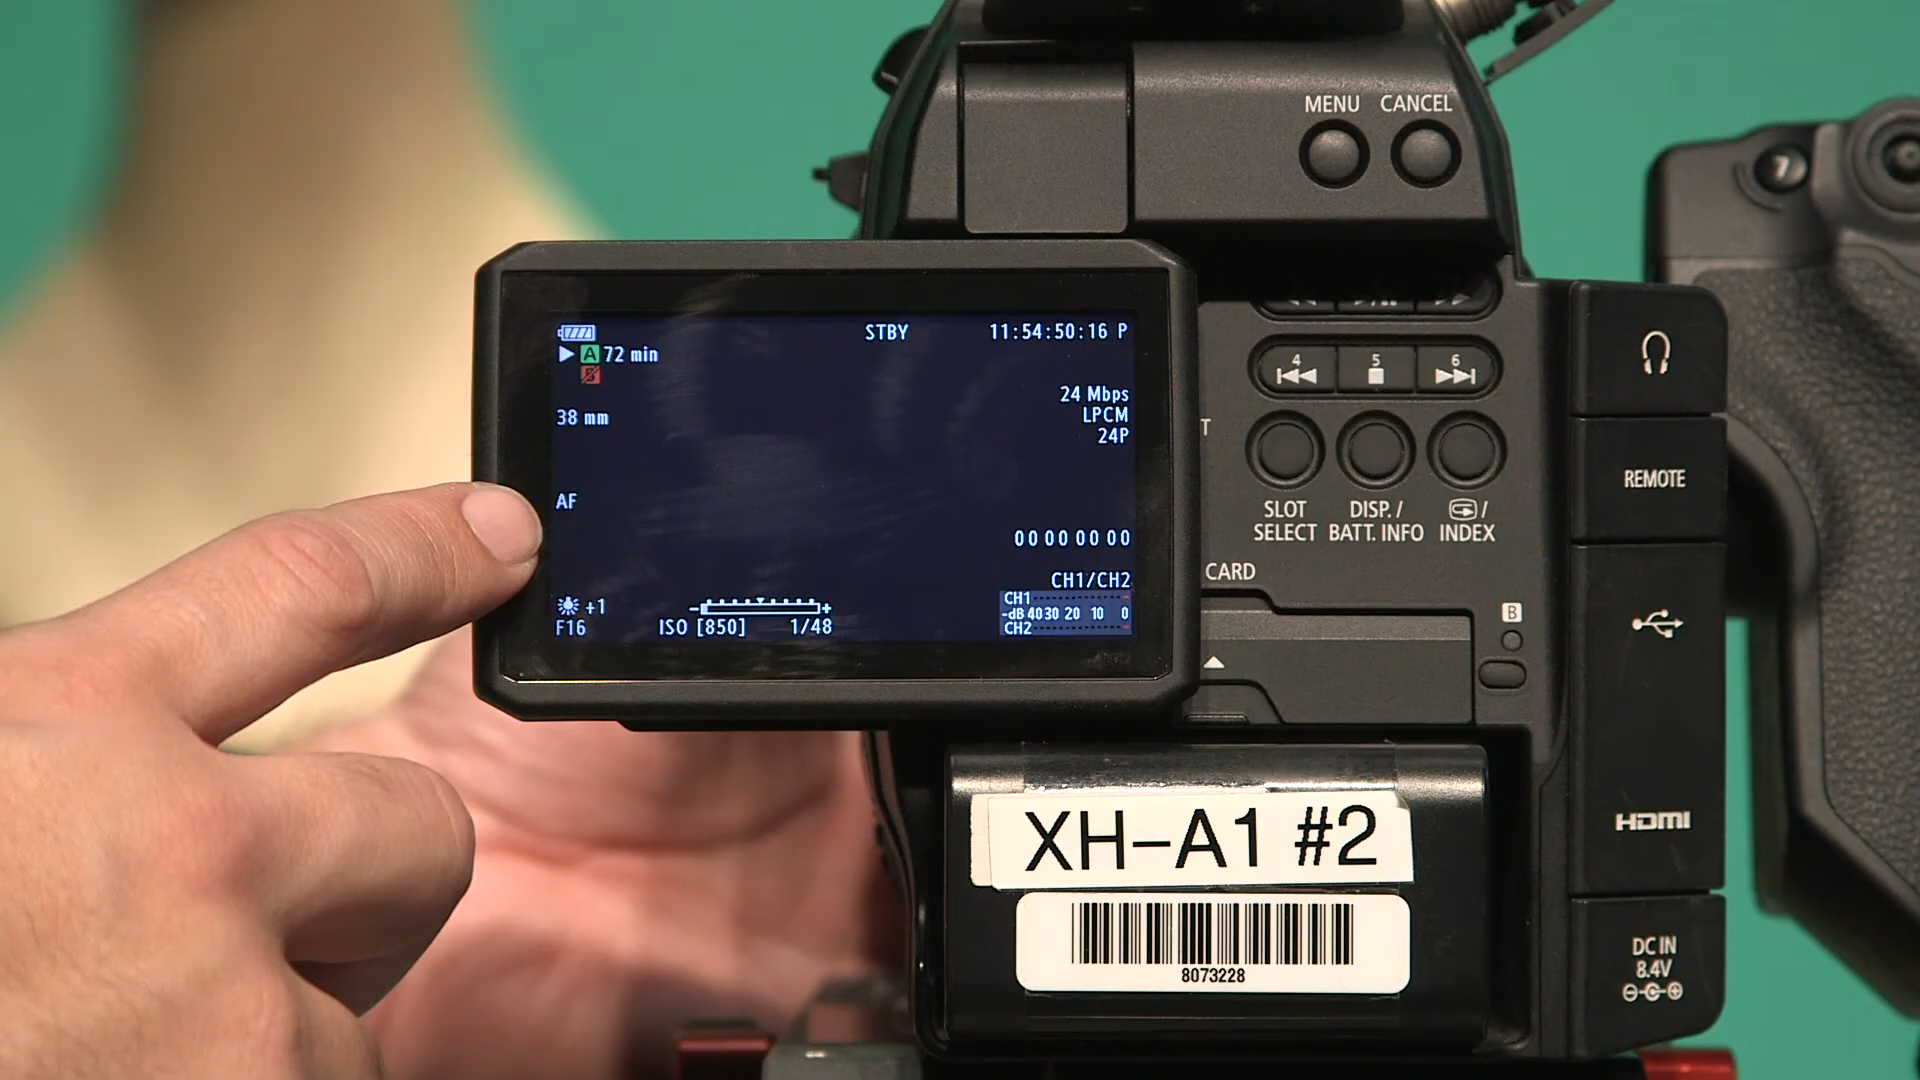 MENU CANCEL
7
STBY 11:54:50:16 P
A 72 min
B
24 Mbps
38 mm
LPCM
24P
AF
00 00 00 00
CH1/CH2
+1
- +
F16 ISO [850] 1/48
CH1
-dB 40 30 20 10 0
CH2
4 5 6
T
SLOT SELECT
DISP. / BATT. INFO
/ INDEX
CARD
B
REMOTE
HDMI
DC IN
8.4V
XH-A1 #2
8073228